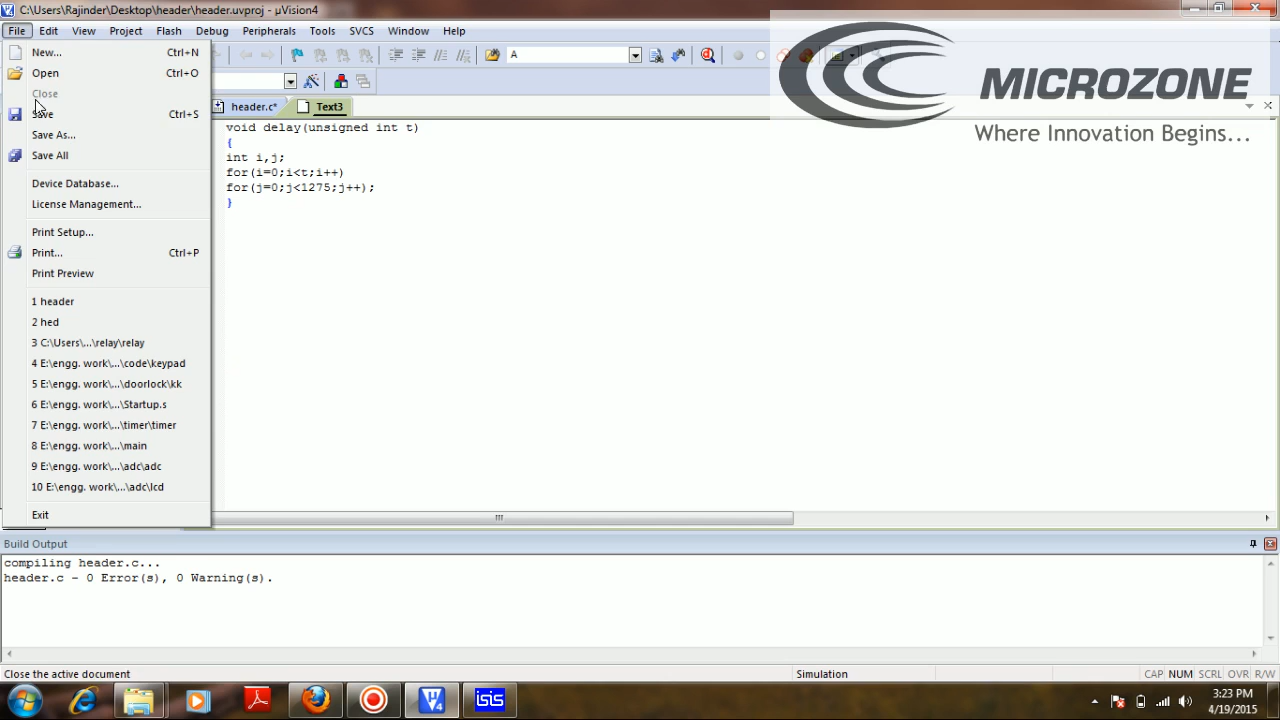 C:\Users\Rajinder\Desktop\header\header.uvproj - µVision4
File Edit View Project Flash Debug Peripherals Tools SVCS Window Help
New... Ctrl+N
Open Ctrl+O
Close
Save Ctrl+S
Save As...
Save All
Device Database...
License Management...
Print Setup...
Print... Ctrl+P
Print Preview
1 header
2 hed
3 C:\Users\...\relay\relay
4 E:\engg. work\...\code\keypad
5 E:\engg. work\...\doorlock\kk
6 E:\engg. work\...\Startup.s
7 E:\engg. work\...\timer\timer
8 E:\engg. work\...\main
9 E:\engg. work\...\adc\adc
10 E:\engg. work\...\adc\lcd
Exit
A
MICROZONE
Where Innovation Begins...
header.c* Text3
void delay(unsigned int t)
{
int i,j;
for(i=0;i<t;i++)
for(j=0;j<1275;j++);
}
Build Output
compiling header.c...
header.c - 0 Error(s), 0 Warning(s).
Close the active document Simulation CAP NUM SCRL OVR R/W
isis
3:23 PM
4/19/2015